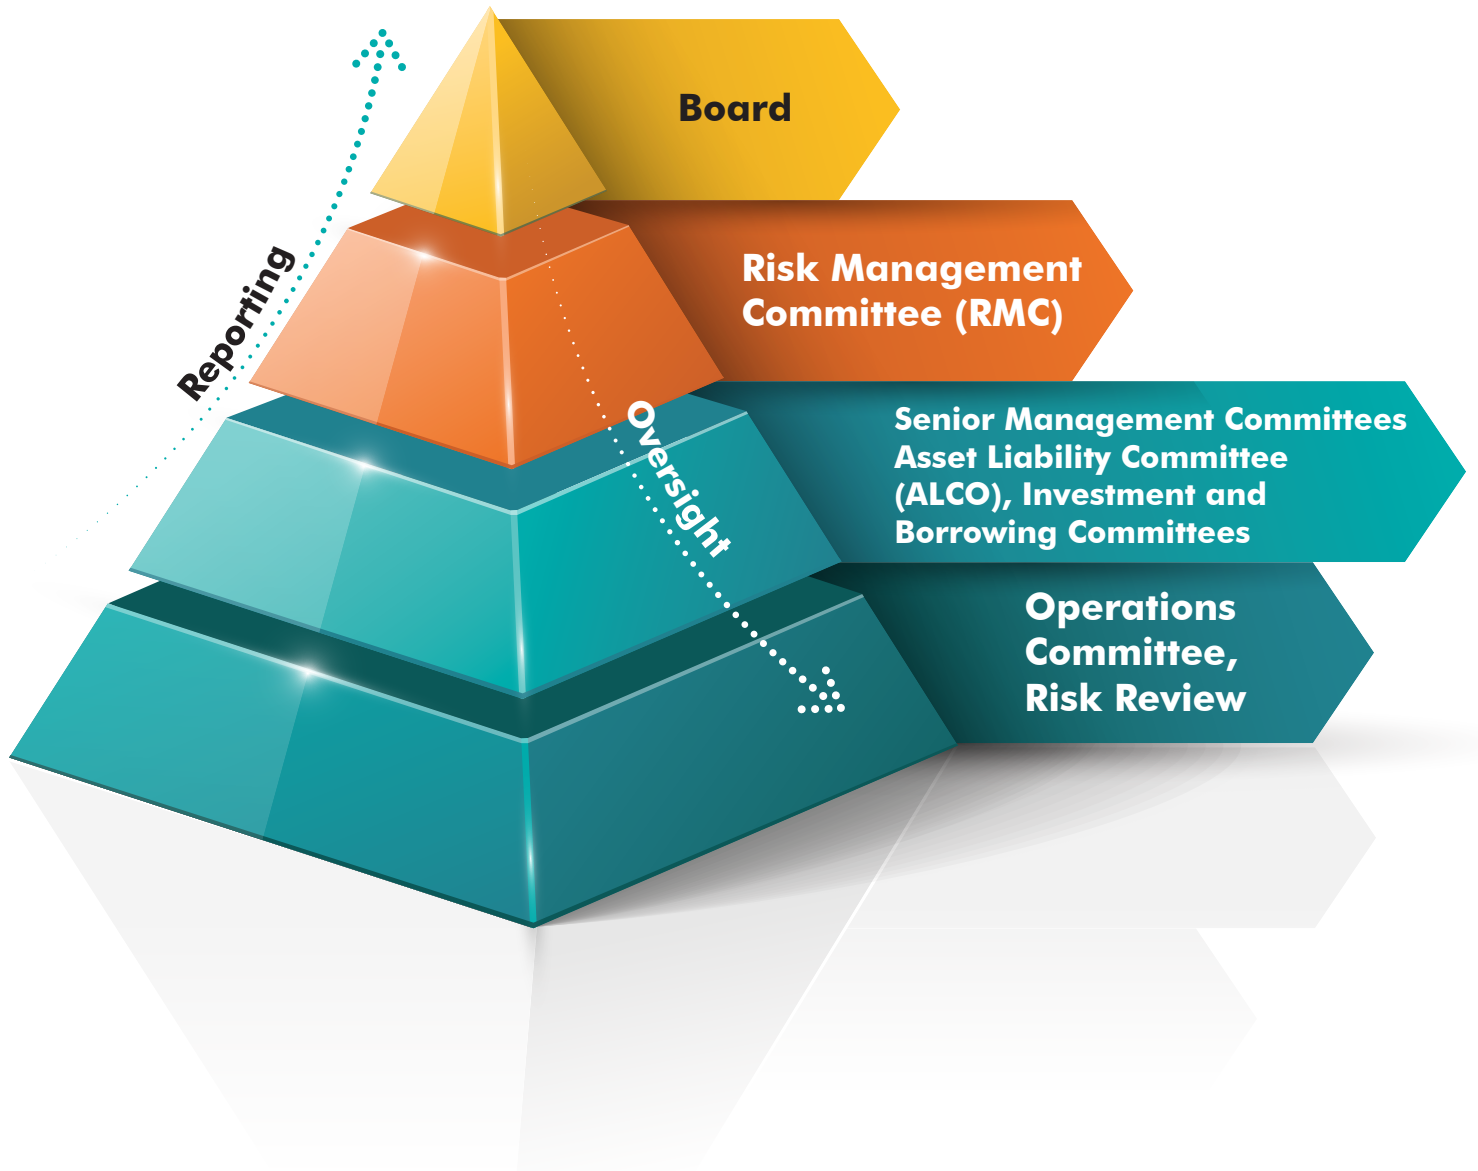 Board
Risk Management
Committee (RMC)
Reporting
Oversight
Senior Management Committees
Asset Liability Committee
(ALCO), Investment and
Borrowing Committees
Operations
Committee,
Risk Review